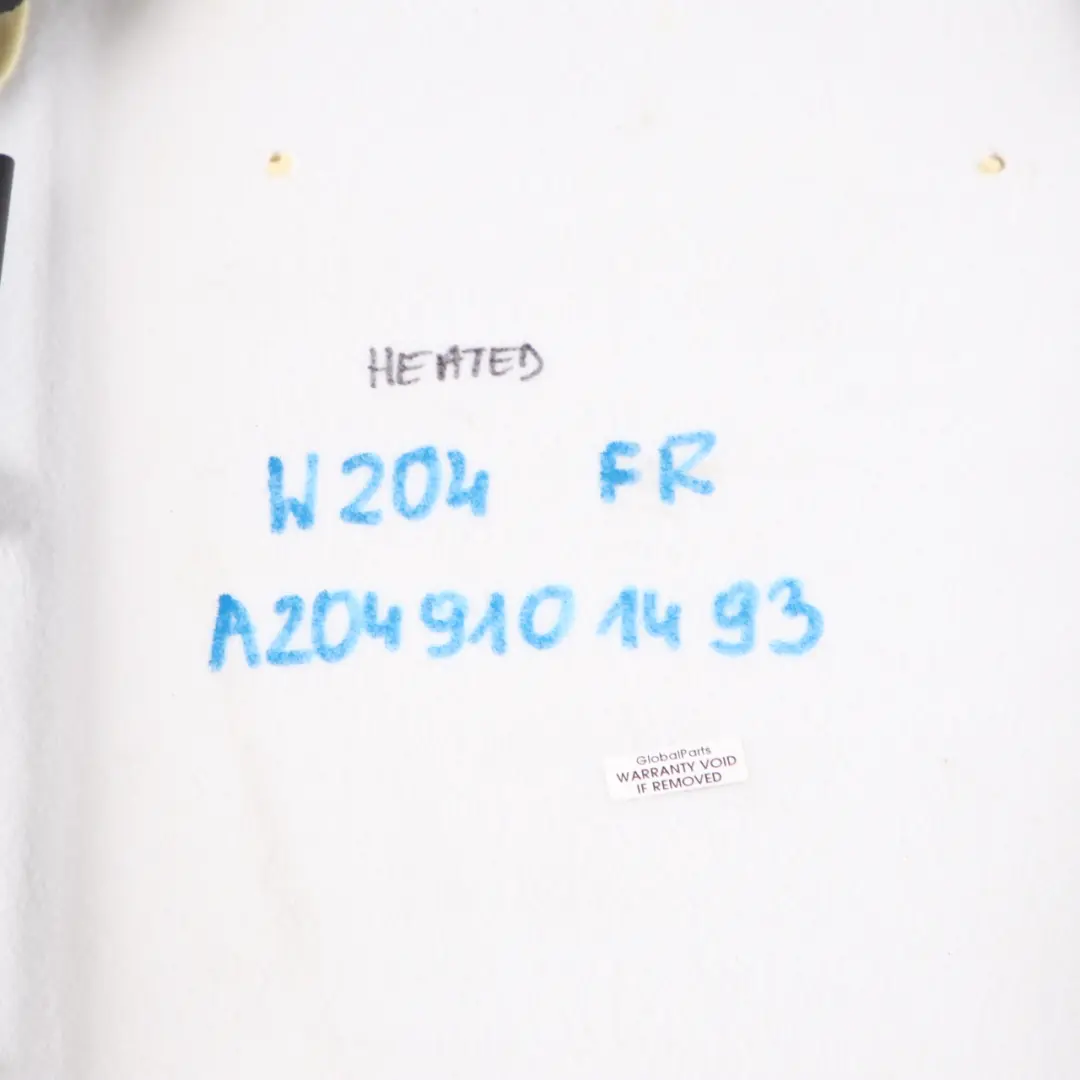 HEATED
W204 FR
A204 910 14 93
GlobalParts
WARRANTY VOID
IF REMOVED